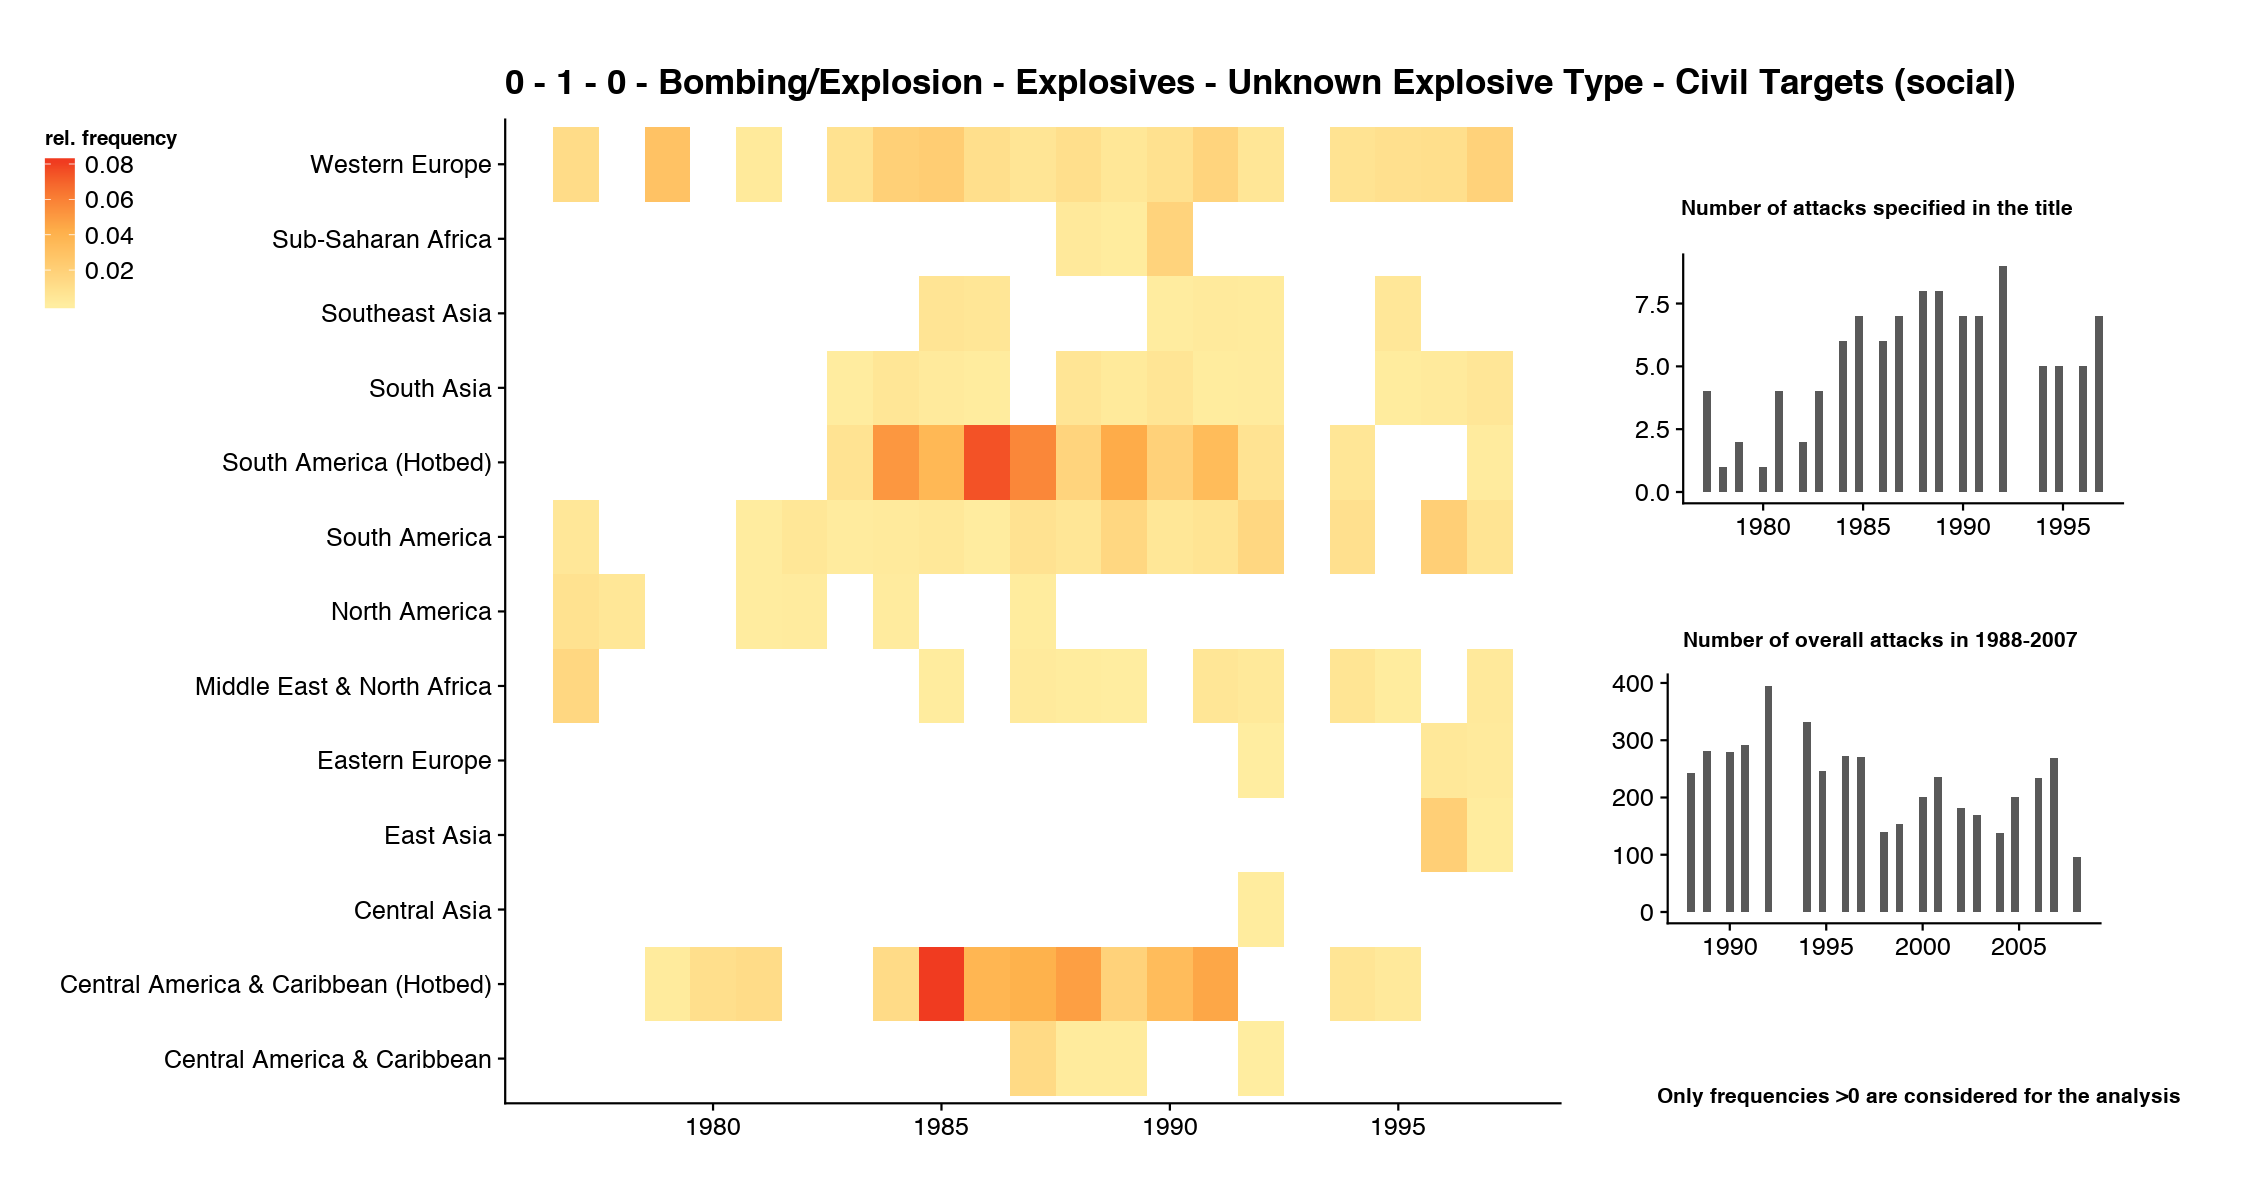 0 - 1 - 0 - Bombing/Explosion - Explosives - Unknown Explosive Type - Civil Targets (social)
rel. frequency
0.08
0.06
0.04
0.02
Western Europe
Sub-Saharan Africa
Southeast Asia
South Asia
South America (Hotbed)
South America
North America
Middle East & North Africa
Eastern Europe
East Asia
Central Asia
Central America & Caribbean (Hotbed)
Central America & Caribbean
1980 1985 1990 1995
Number of attacks specified in the title
7.5
5.0
2.5
0.0
1980 1985 1990 1995
Number of overall attacks in 1988-2007
400
300
200
100
0
1990 1995 2000 2005
Only frequencies >0 are considered for the analysis